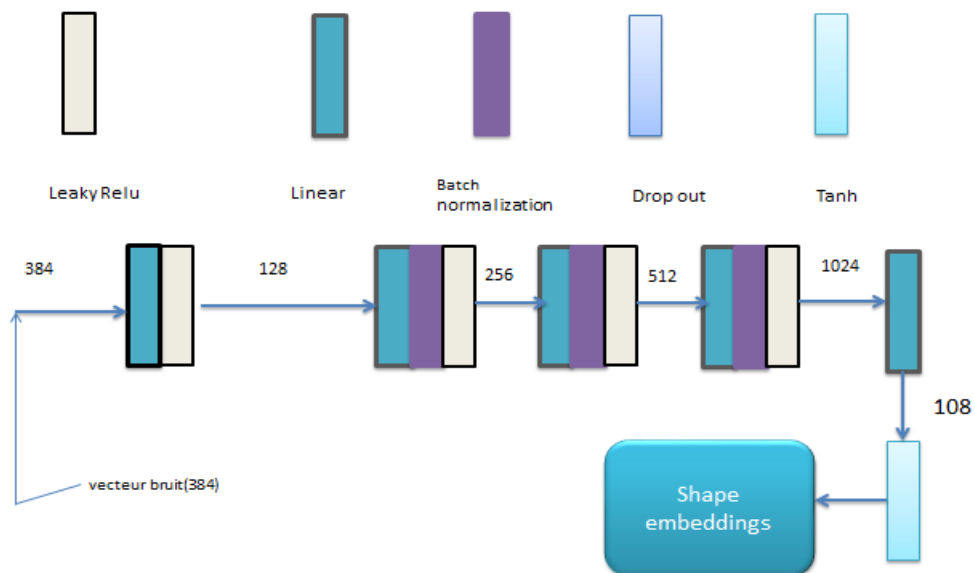 Leaky Relu
Linear
Batch
normalization
Drop out
Tanh
384
128
256
512
1024
108
vecteur bruit(384)
Shape
embeddings